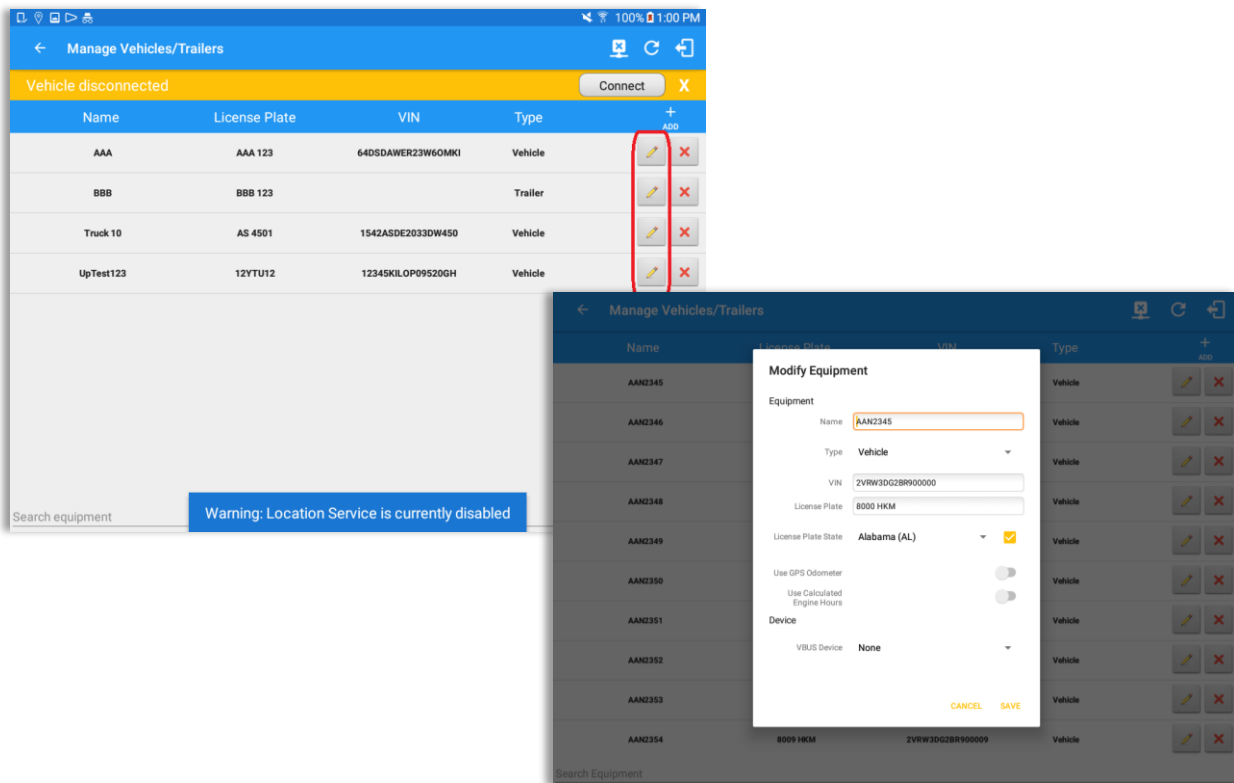 100% 1:00 PM
Manage Vehicles/Trailers
Vehicle disconnected Connect X
Name License Plate VIN Type ADD
AAA AAA 123 64DSDAWER23W6OMKI Vehicle
BBB BBB 123 Trailer
Truck 10 AS 4501 1542ASDE2033DW450 Vehicle
UpTest123 12YTU12 12345KILOP09520GH Vehicle
Search equipment
Warning: Location Service is currently disabled
Manage Vehicles/Trailers
Name License Plate VIN Type ADD
AAN2345 Vehicle
AAN2346 Vehicle
AAN2347 Vehicle
AAN2348 Vehicle
AAN2349 Vehicle
AAN2350 Vehicle
AAN2351 Vehicle
AAN2352 Vehicle
AAN2353 Vehicle
AAN2354 8009 HKM 2VRW3DG2BR900009 Vehicle
Search Equipment
Modify Equipment
Equipment
Name AAN2345
Type Vehicle
VIN 2VRW3DG2BR900000
License Plate 8000 HKM
License Plate State Alabama (AL)
Use GPS Odometer
Use Calculated
Engine Hours
Device
VBUS Device None
CANCEL SAVE